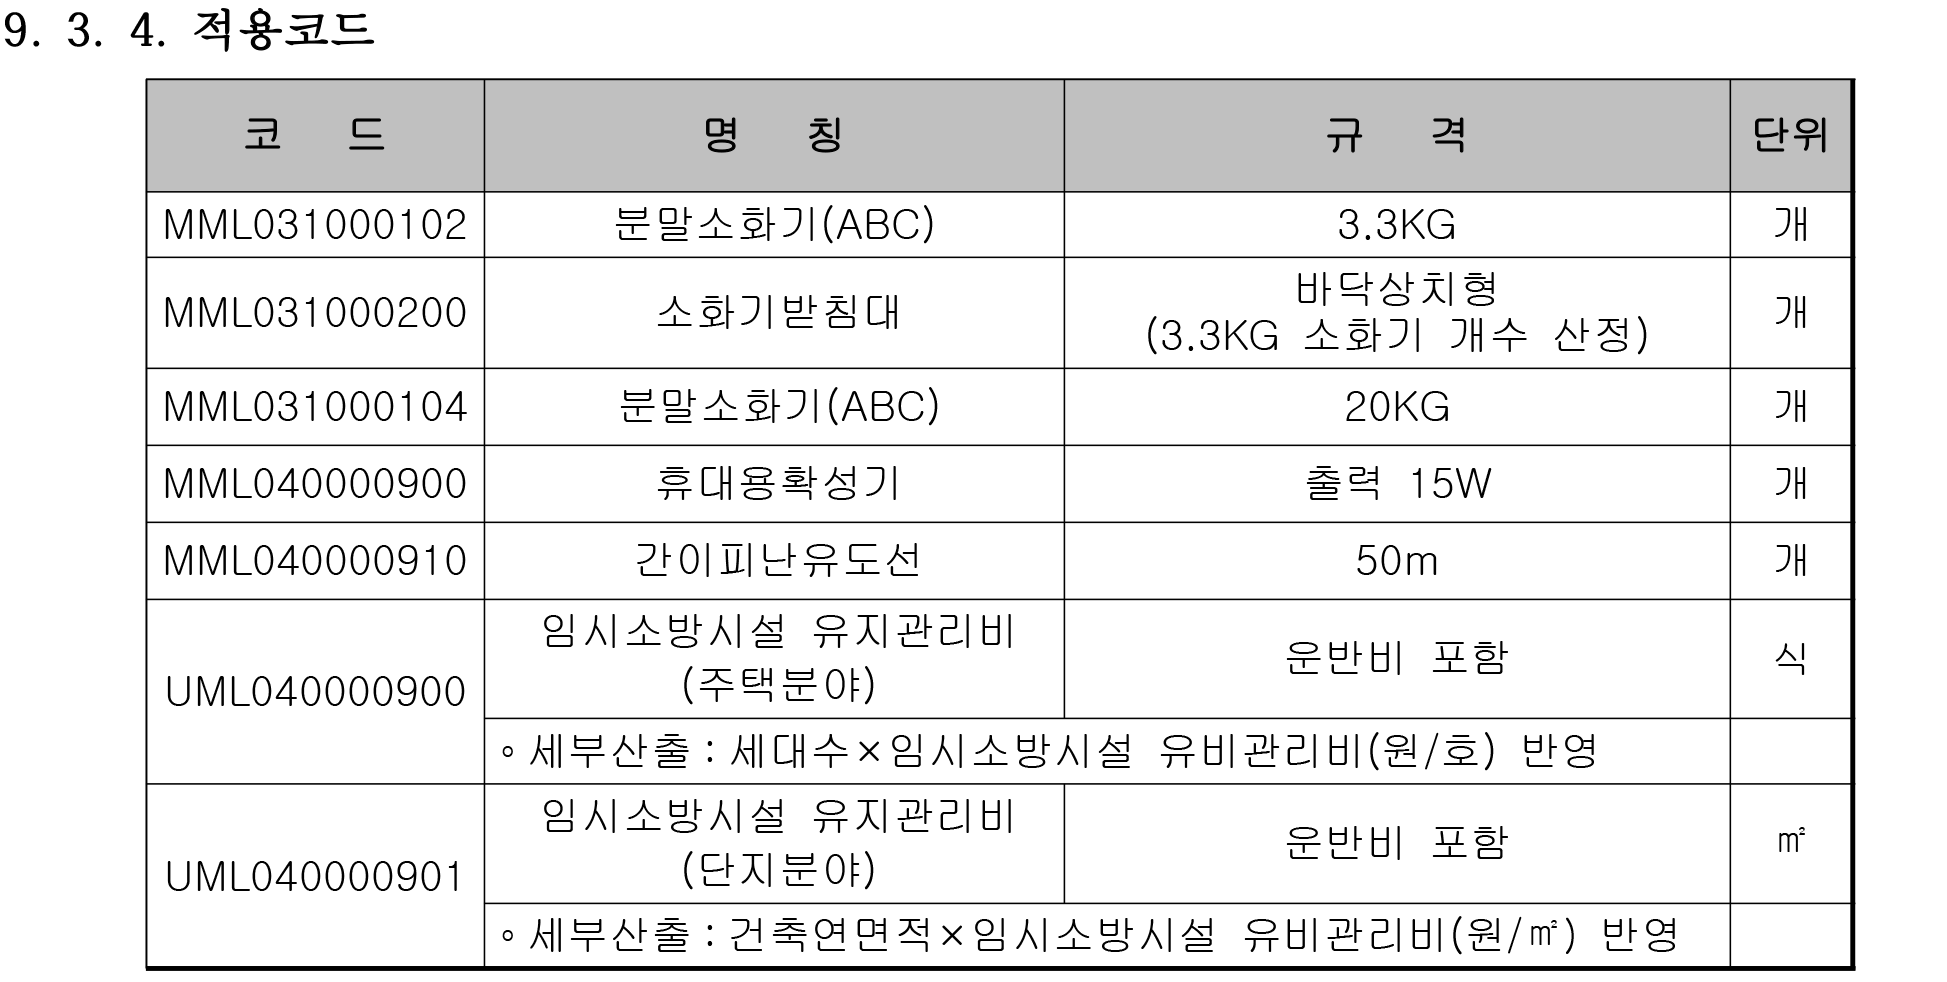 9. 3. 4. 적용코드
코 드 명 칭 규 격 단위
MML031000102 분말소화기(ABC) 3.3KG 개
MML031000200 소화기받침대 바닥상치형 (3.3KG 소화기 개수 산정) 개
MML031000104 분말소화기(ABC) 20KG 개
MML040000900 휴대용확성기 출력 15W 개
MML040000910 간이피난유도선 50m 개
UML040000900 임시소방시설 유지관리비 (주택분야) 운반비 포함 식
◦세부산출 : 세대수×임시소방시설 유비관리비(원/호) 반영
UML040000901 임시소방시설 유지관리비 (단지분야) 운반비 포함 ㎡
◦세부산출 : 건축연면적×임시소방시설 유비관리비(원/㎡) 반영